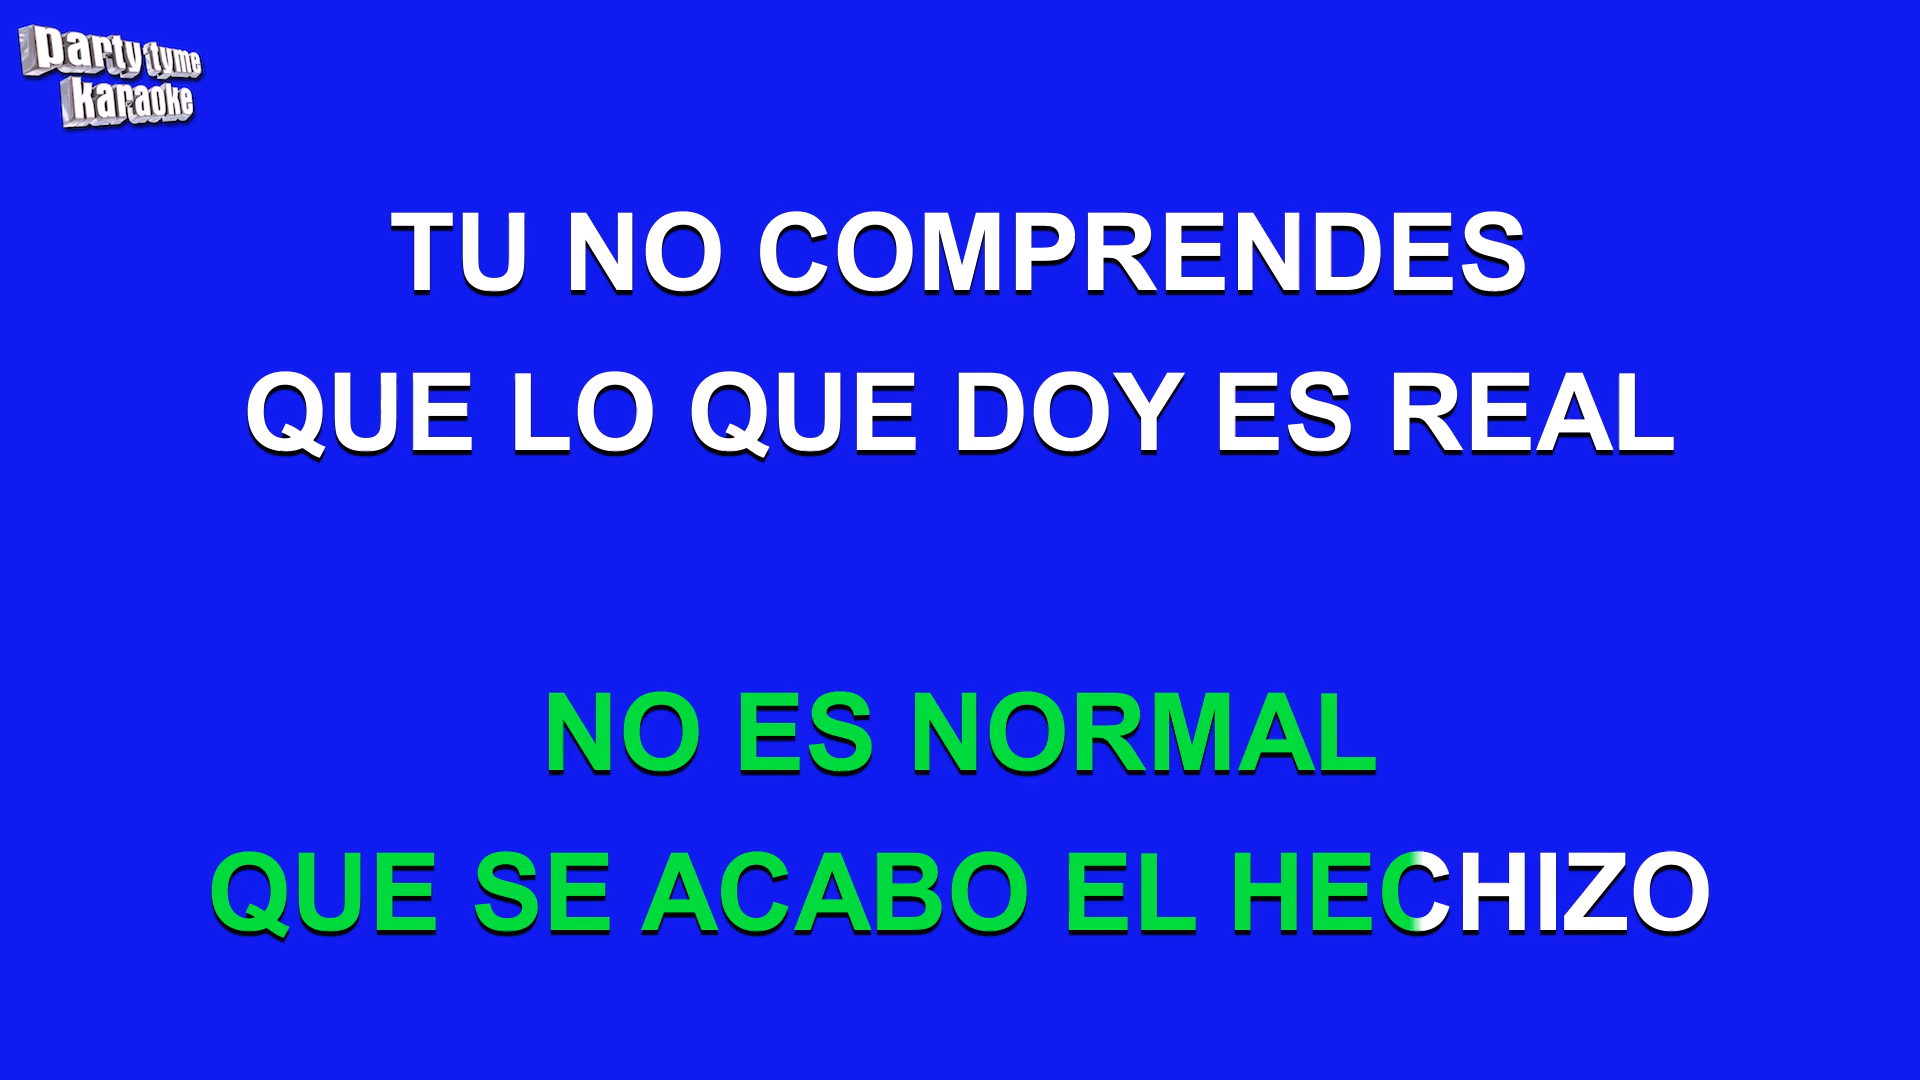 party tyme
karaoke
TU NO COMPRENDES
QUE LO QUE DOY ES REAL
NO ES NORMAL
QUE SE ACABO EL HECHIZO